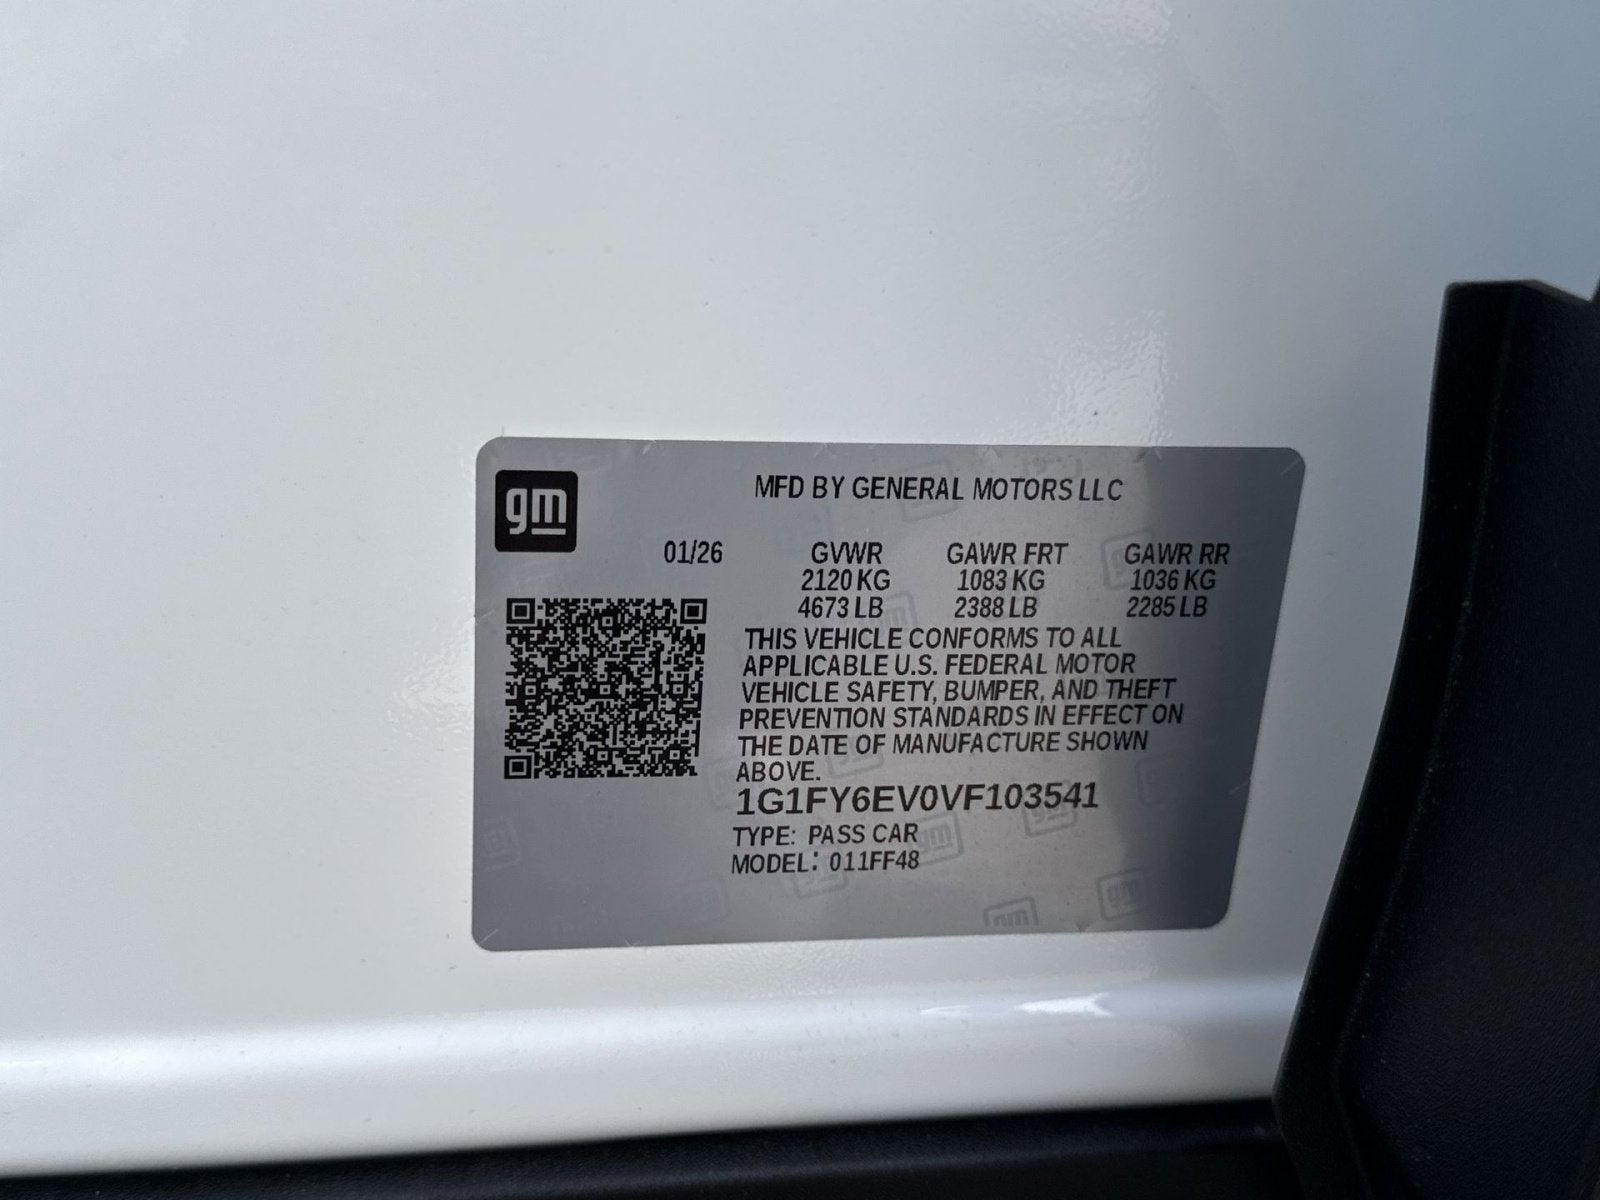 gm
MFD BY GENERAL MOTORS LLC
01/26 GVWR GAWR FRT GAWR RR
2120 KG 1083 KG 1036 KG
4673 LB 2388 LB 2285 LB
THIS VEHICLE CONFORMS TO ALL
APPLICABLE U.S. FEDERAL MOTOR
VEHICLE SAFETY, BUMPER, AND THEFT
PREVENTION STANDARDS IN EFFECT ON
THE DATE OF MANUFACTURE SHOWN
ABOVE.
1G1FY6EV0VF103541
TYPE: PASS CAR
MODEL: 011FF48